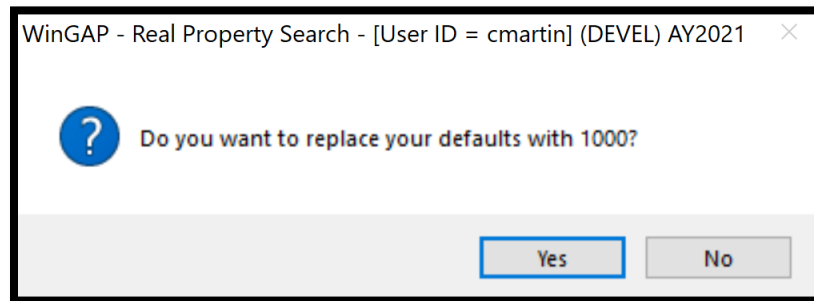 WinGAP - Real Property Search - [User ID = cmartin] (DEVEL) AY2021
Do you want to replace your defaults with 1000?
Yes No